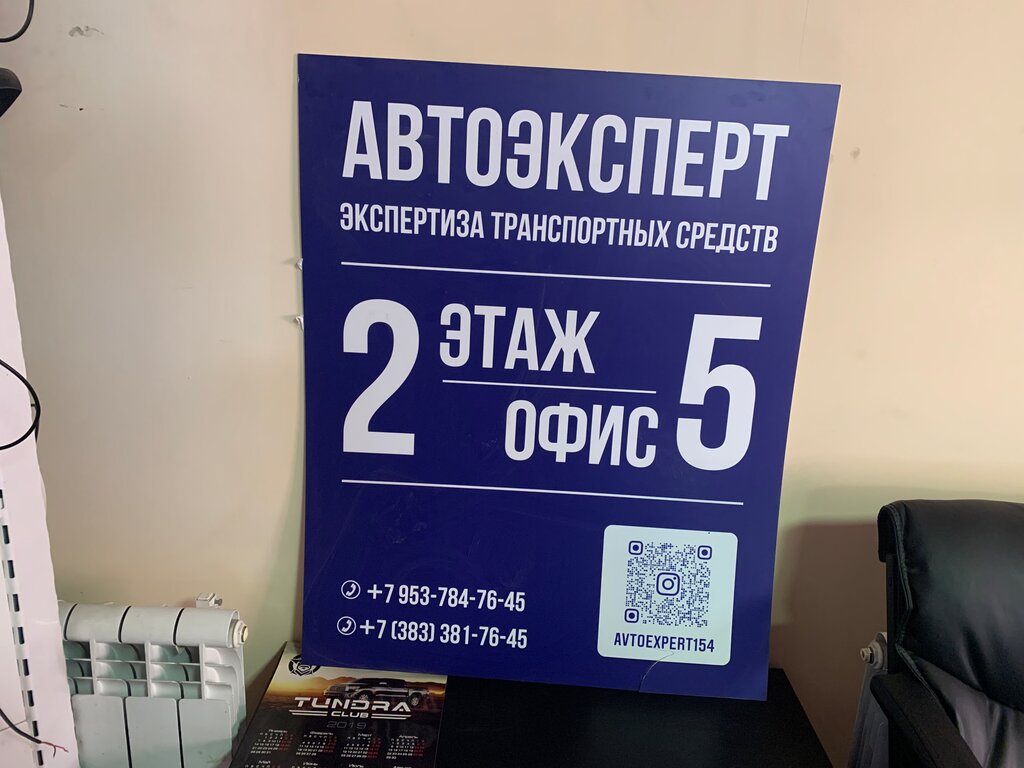 АВТОЭКСПЕРТ
ЭКСПЕРТИЗА ТРАНСПОРТНЫХ СРЕДСТВ
2 ЭТАЖ
ОФИС 5
+7 953-784-76-45
+7 (383) 381-76-45
AVTOEXPERT154
TUNDRA
CLUB
2019